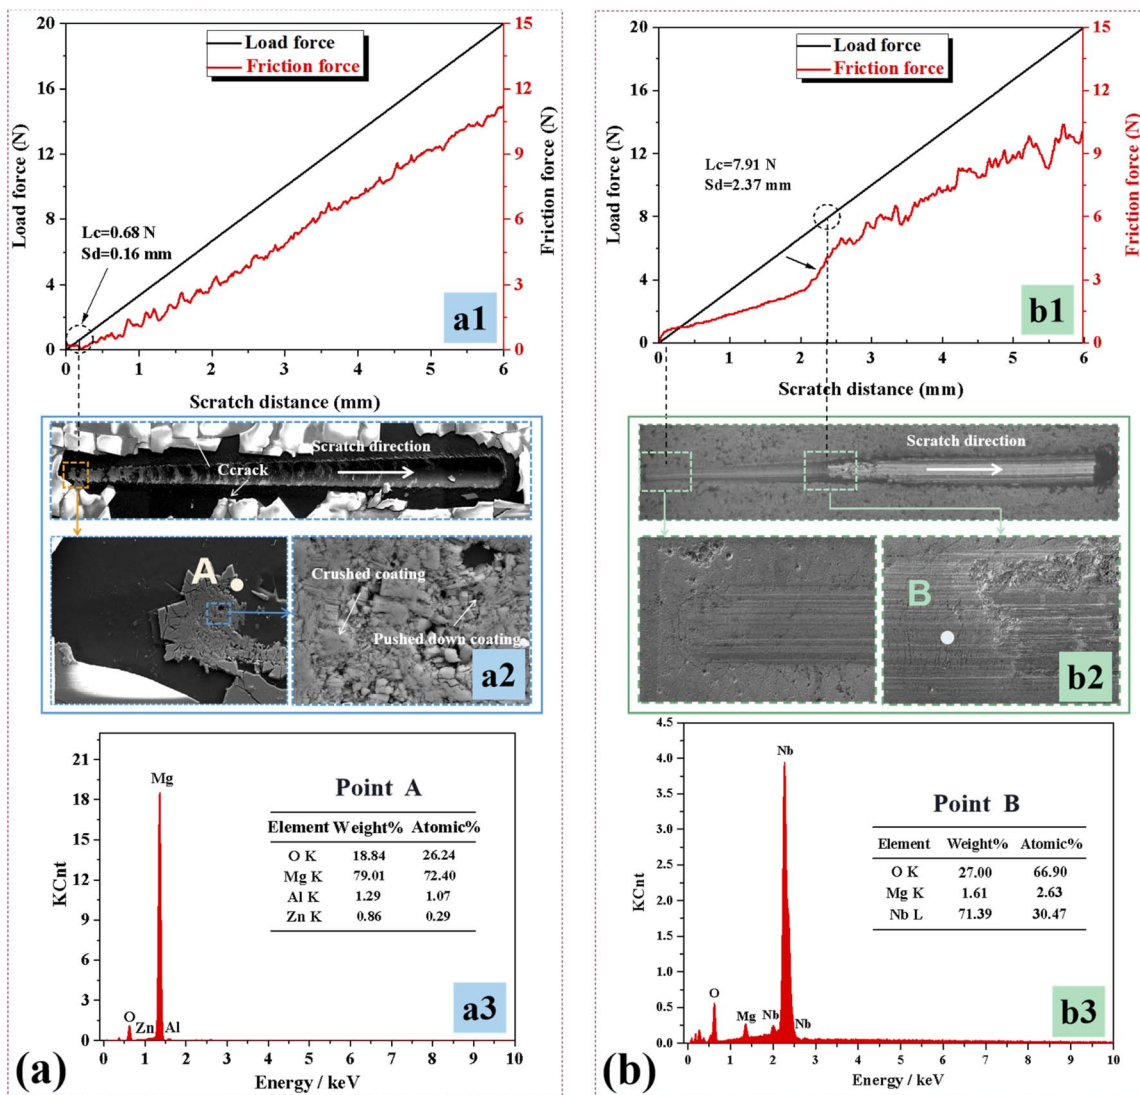 Load force
Friction force
Load force (N)
Friction force (N)
20
16
12
8
4
0
15
12
9
6
3
0
Lc=0.68 N
Sd=0.16 mm
a1
0 1 2 3 4 5 6
Scratch distance (mm)
Scratch direction
Ccrack
A
Crushed coating
Pushed down coating
a2
Point A
Element Weight% Atomic%
O K 18.84 26.24
Mg K 79.01 72.40
Al K 1.29 1.07
Zn K 0.86 0.29
KCnt
21
18
15
12
9
6
3
0
Mg
O
Zn
Al
a3
0 1 2 3 4 5 6 7 8 9 10
Energy / keV
(a)
Load force
Friction force
Load force (N)
Friction force (N)
20
16
12
8
4
0
15
12
9
6
3
0
Lc=7.91 N
Sd=2.37 mm
b1
0 1 2 3 4 5 6
Scratch distance (mm)
Scratch direction
B
b2
Point B
Element Weight% Atomic%
O K 27.00 66.90
Mg K 1.61 2.63
Nb L 71.39 30.47
KCnt
4.5
4.0
3.5
3.0
2.5
2.0
1.5
1.0
0.5
0.0
Nb
O
Mg
Nb
Nb
b3
0 1 2 3 4 5 6 7 8 9 10
Energy / keV
(b)